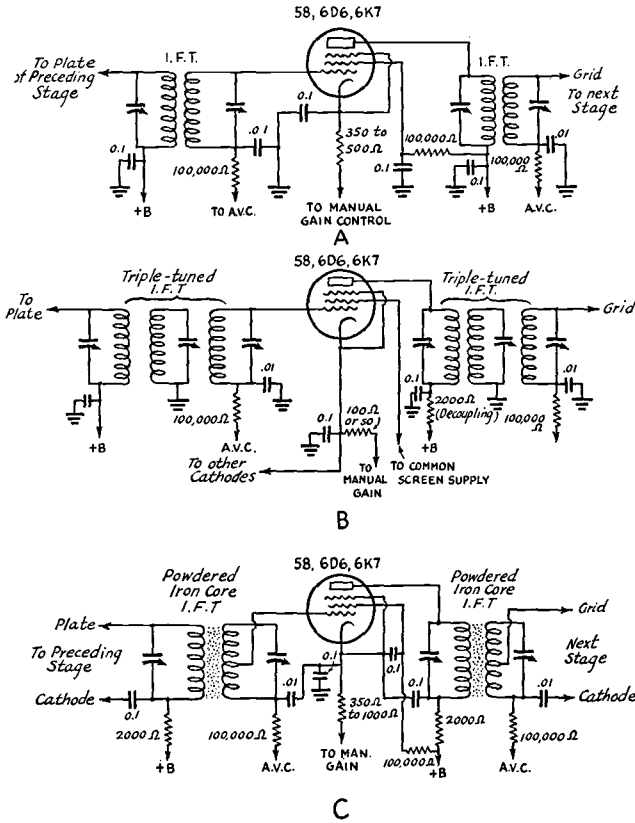 58, 6D6, 6K7
To Plate
of Preceding
Stage
I.F.T.
I.F.T.
Grid
To next
Stage
0.1
.01
0.1
350 to
500Ω
100,000Ω
0.1
0.1
.01
100,000Ω
100,000
Ω
+B
TO A.V.C.
TO MANUAL
GAIN CONTROL
+B
A.V.C.
A
58, 6D6, 6K7
Triple-tuned
I.F.T
Triple-tuned
I.F.T.
To
Plate
Grid
.01
0.1
100,000Ω
0.1
100Ω
or so
2000Ω
(Decoupling)
.01
100,000
Ω
+B
A.V.C.
To other
Cathodes
TO
MANUAL
GAIN
TO COMMON
SCREEN SUPPLY
+B
B
58, 6D6, 6K7
Powdered
Iron Core
I.F.T
Powdered
Iron Core
I.F.T
Plate
To Preceding
Stage
Cathode
Grid
Next
Stage
Cathode
0.1
2000Ω
.01
100,000Ω
0.1
350Ω
to 1000Ω
0.1
0.1
2000Ω
.01
100,000Ω
100,000Ω
+B
A.V.C.
TO MAN.
GAIN
+B
A.V.C.
C